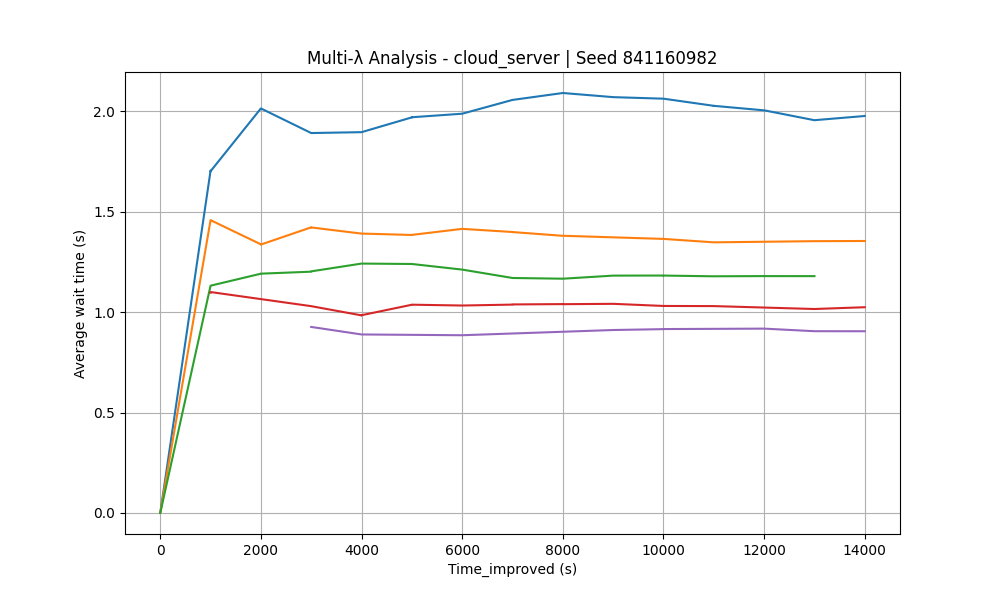 Multi-λ Analysis - cloud_server | Seed 841160982
Average wait time (s)
2.0
1.5
1.0
0.5
0.0
0 2000 4000 6000 8000 10000 12000 14000
Time_improved (s)